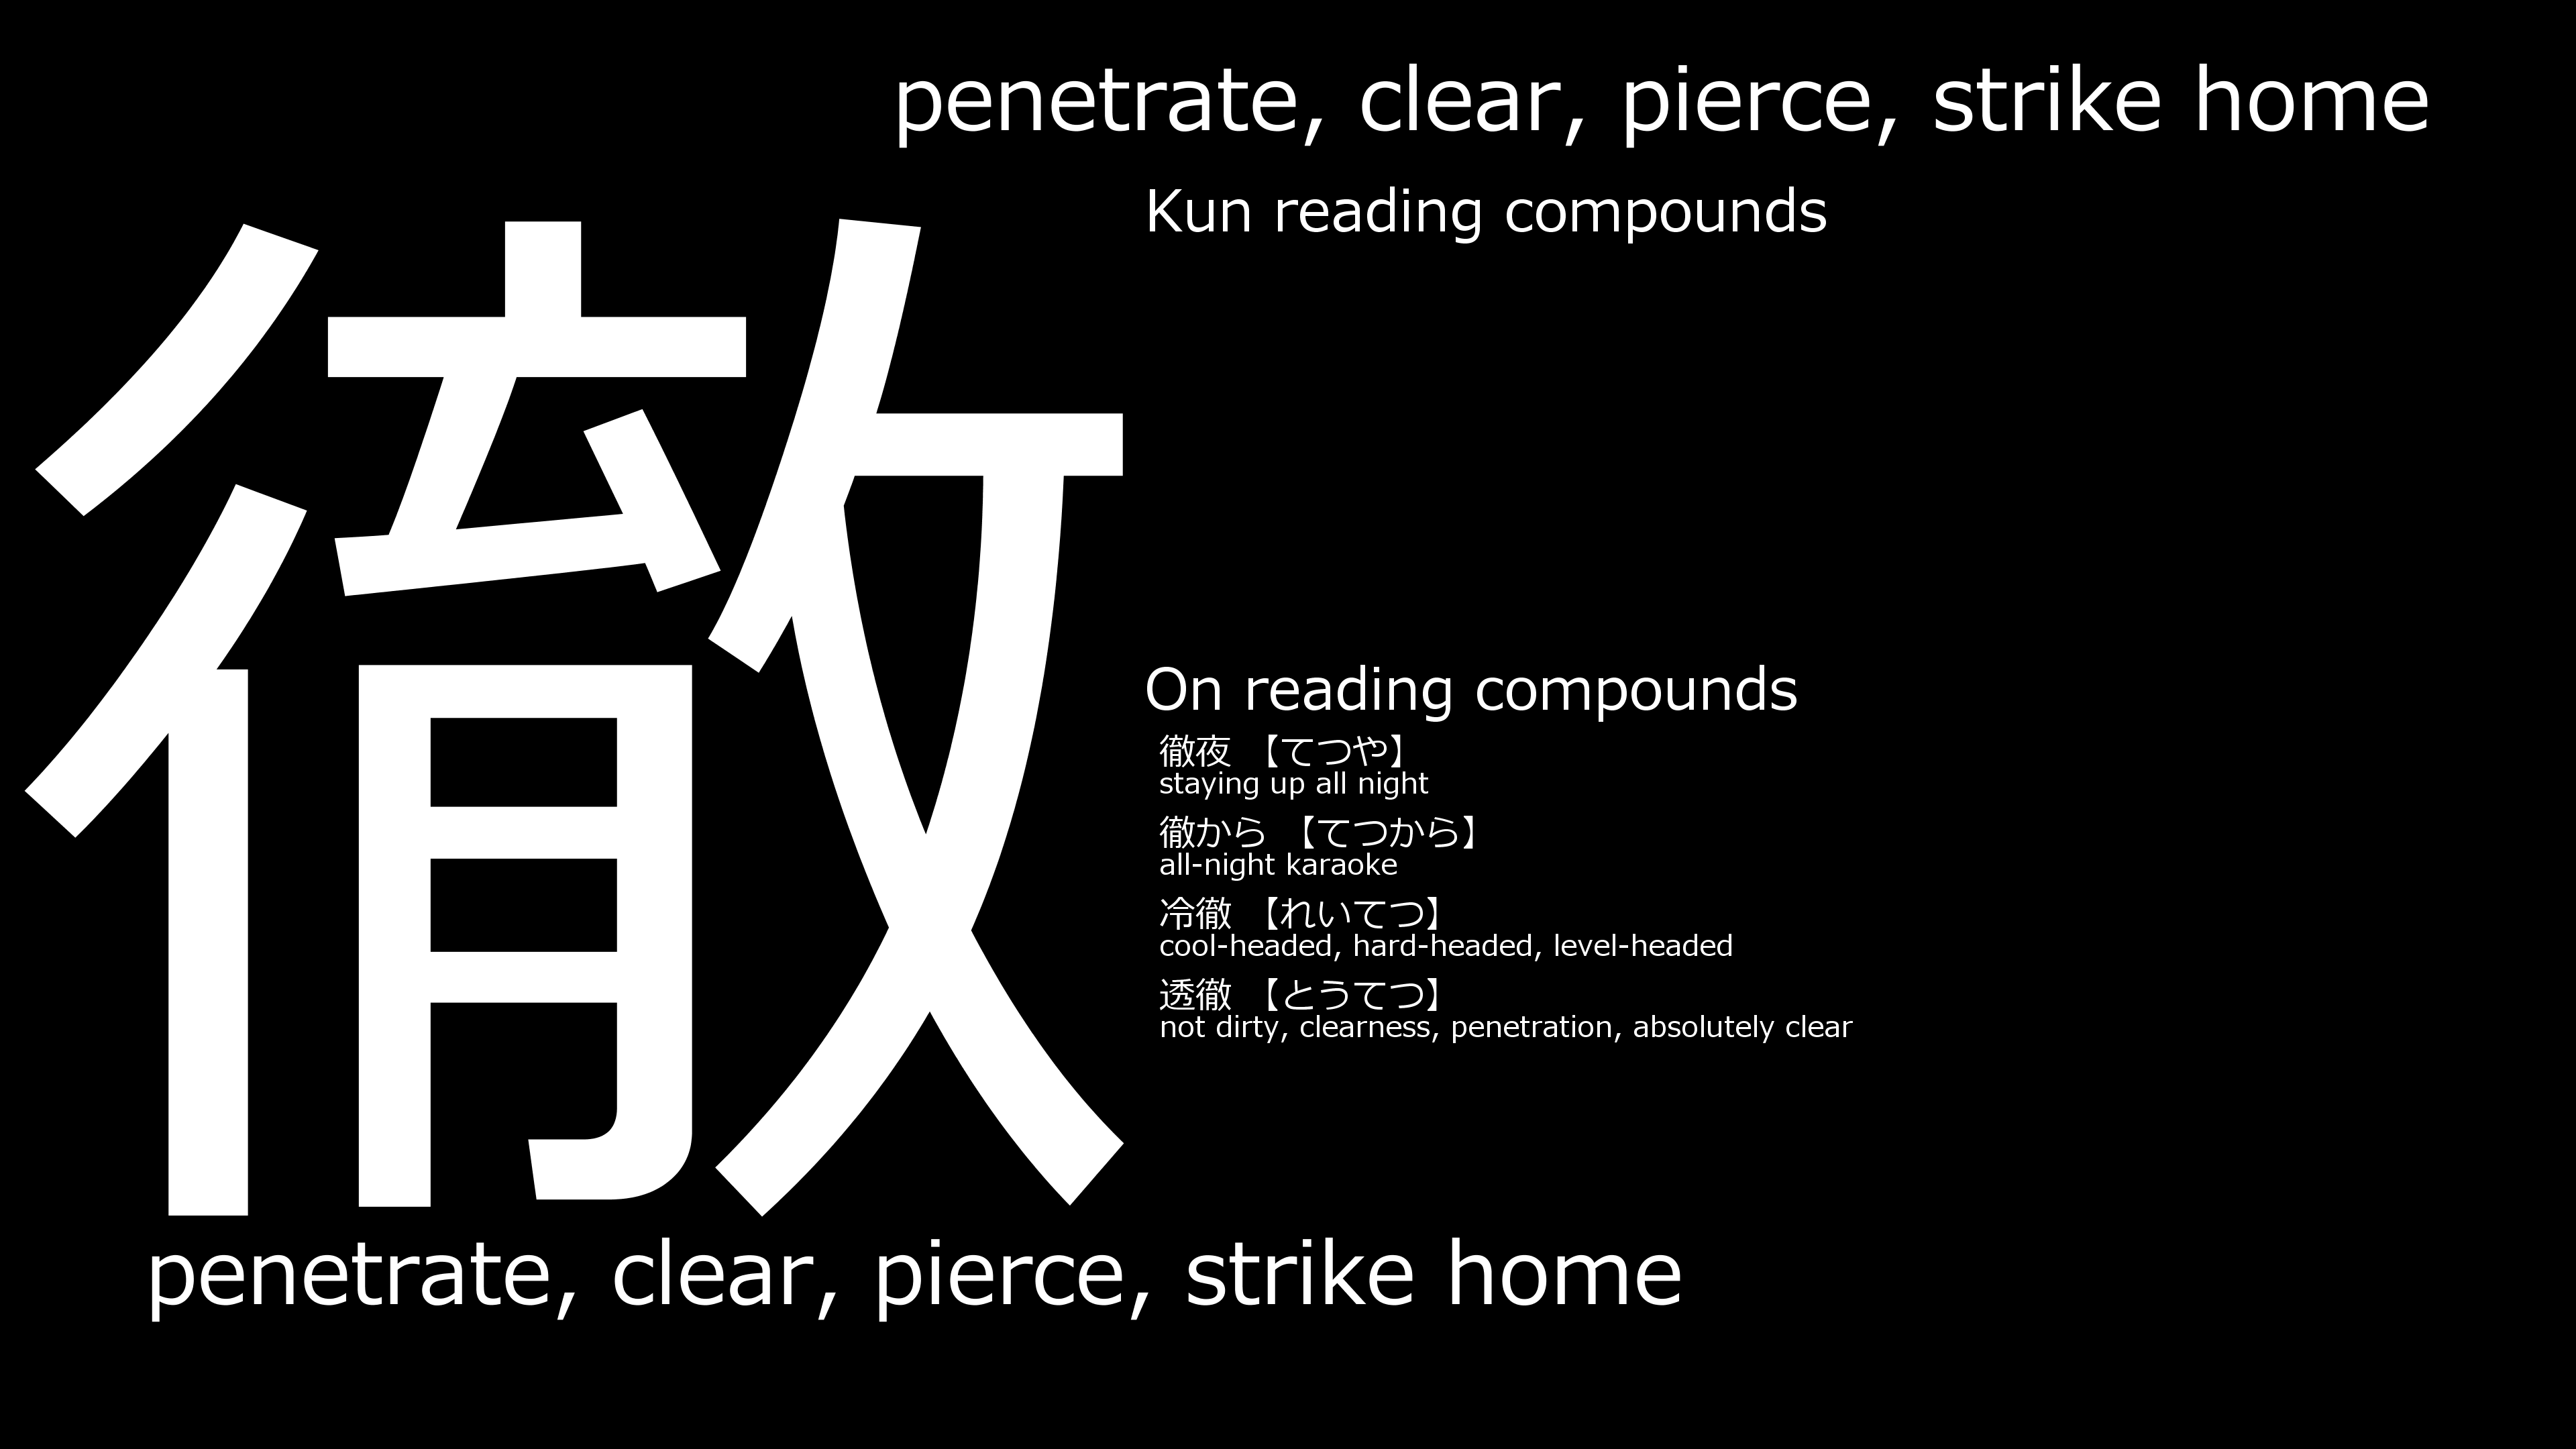 penetrate, clear, pierce, strike home
Kun reading compounds
徹
On reading compounds
徹夜 【てつや】
staying up all night
徹から 【てつから】
all-night karaoke
冷徹 【れいてつ】
cool-headed, hard-headed, level-headed
透徹 【とうてつ】
not dirty, clearness, penetration, absolutely clear
penetrate, clear, pierce, strike home